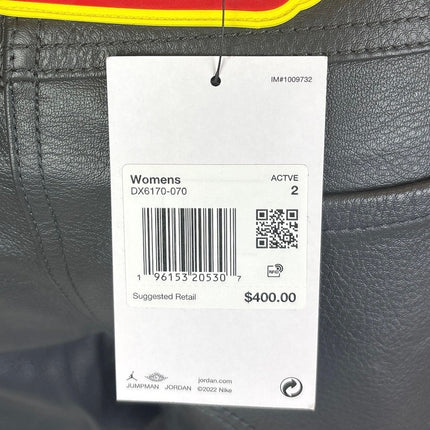 IM#1009732
Womens ACTVE
DX6170-070 2
1 96153 20530 7
RFID
Suggested Retail $400.00
JUMPMAN JORDAN
jordan.com
©2022 Nike